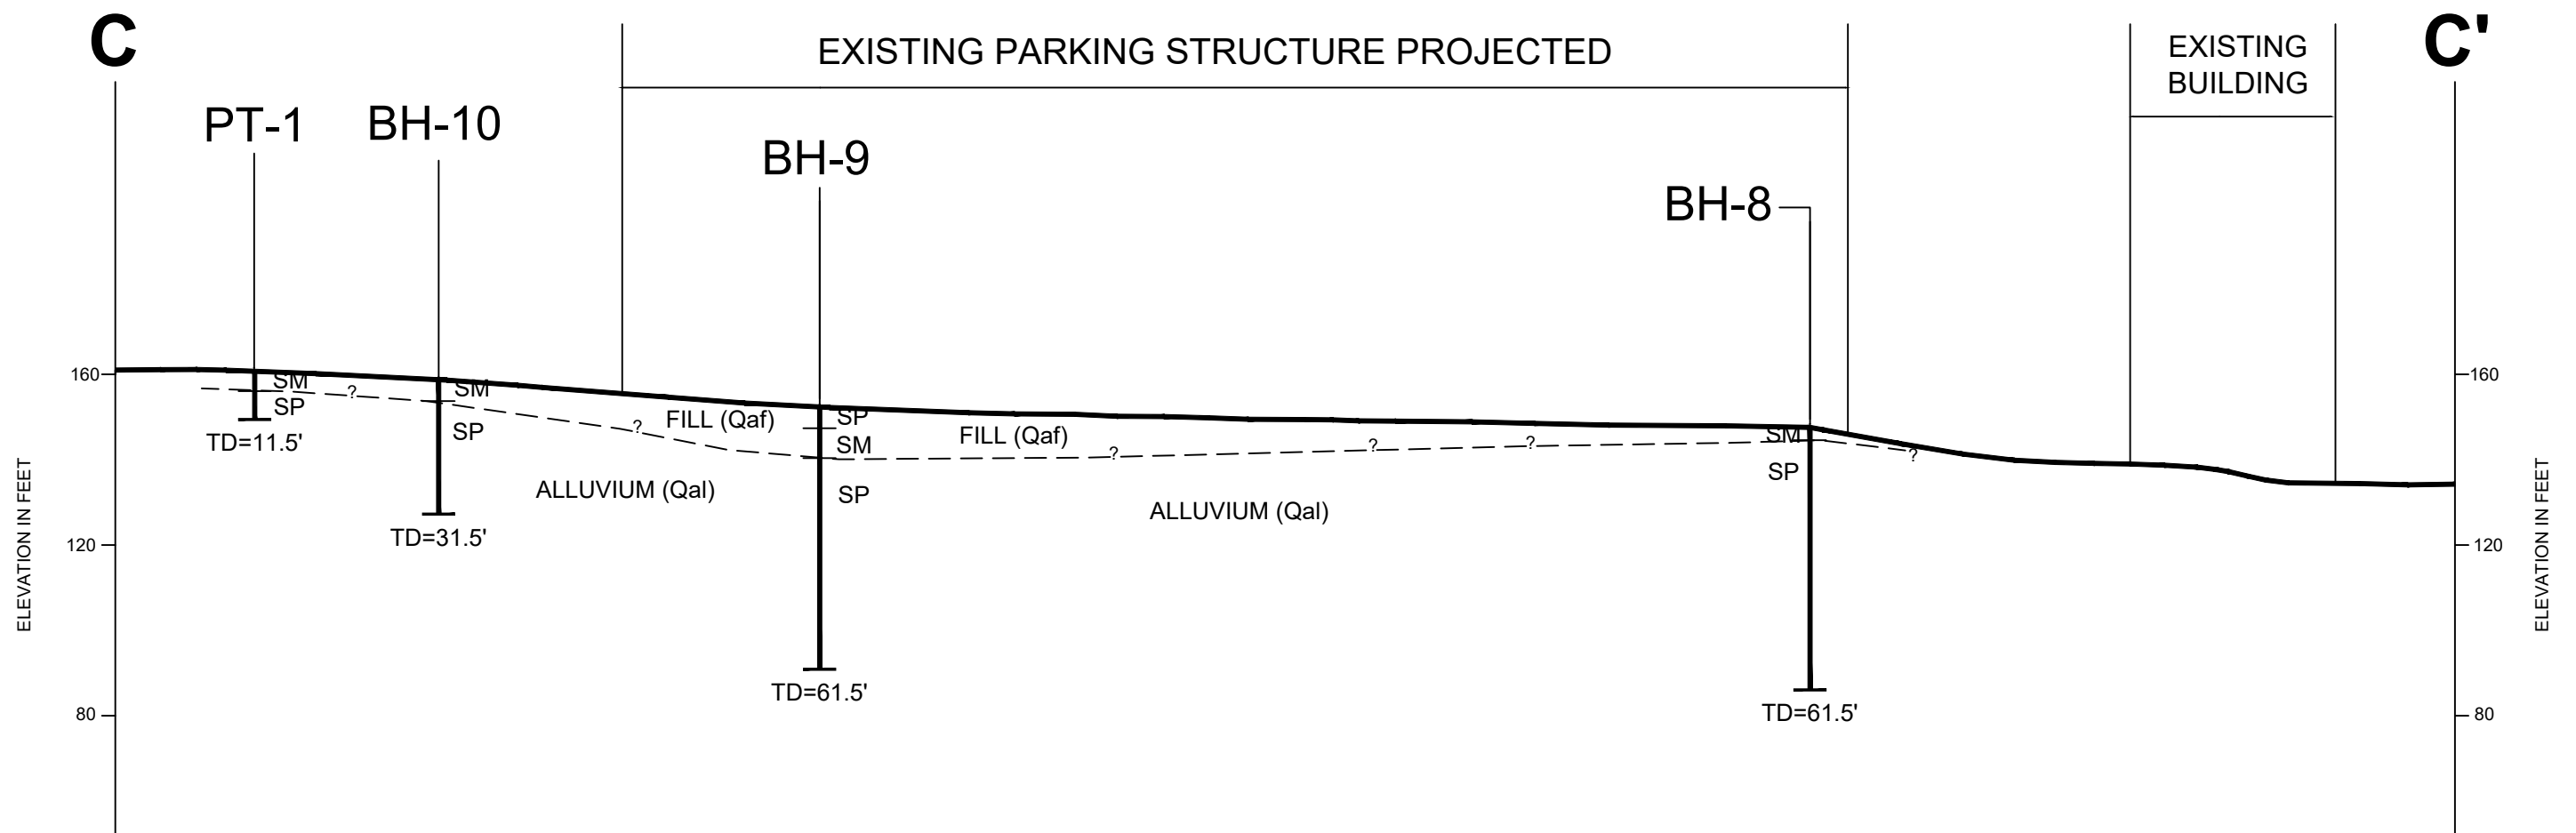 C
C'
EXISTING PARKING STRUCTURE PROJECTED
EXISTING
BUILDING
PT-1
BH-10
BH-9
BH-8
160
160
SM
?
SM
SP
SP
TD=11.5'
FILL (Qaf)
?
SP
SM
FILL (Qaf)
?
?
?
SM
?
SP
ALLUVIUM (Qal)
SP
ALLUVIUM (Qal)
TD=31.5'
120
120
ELEVATION IN FEET
ELEVATION IN FEET
TD=61.5'
TD=61.5'
80
80